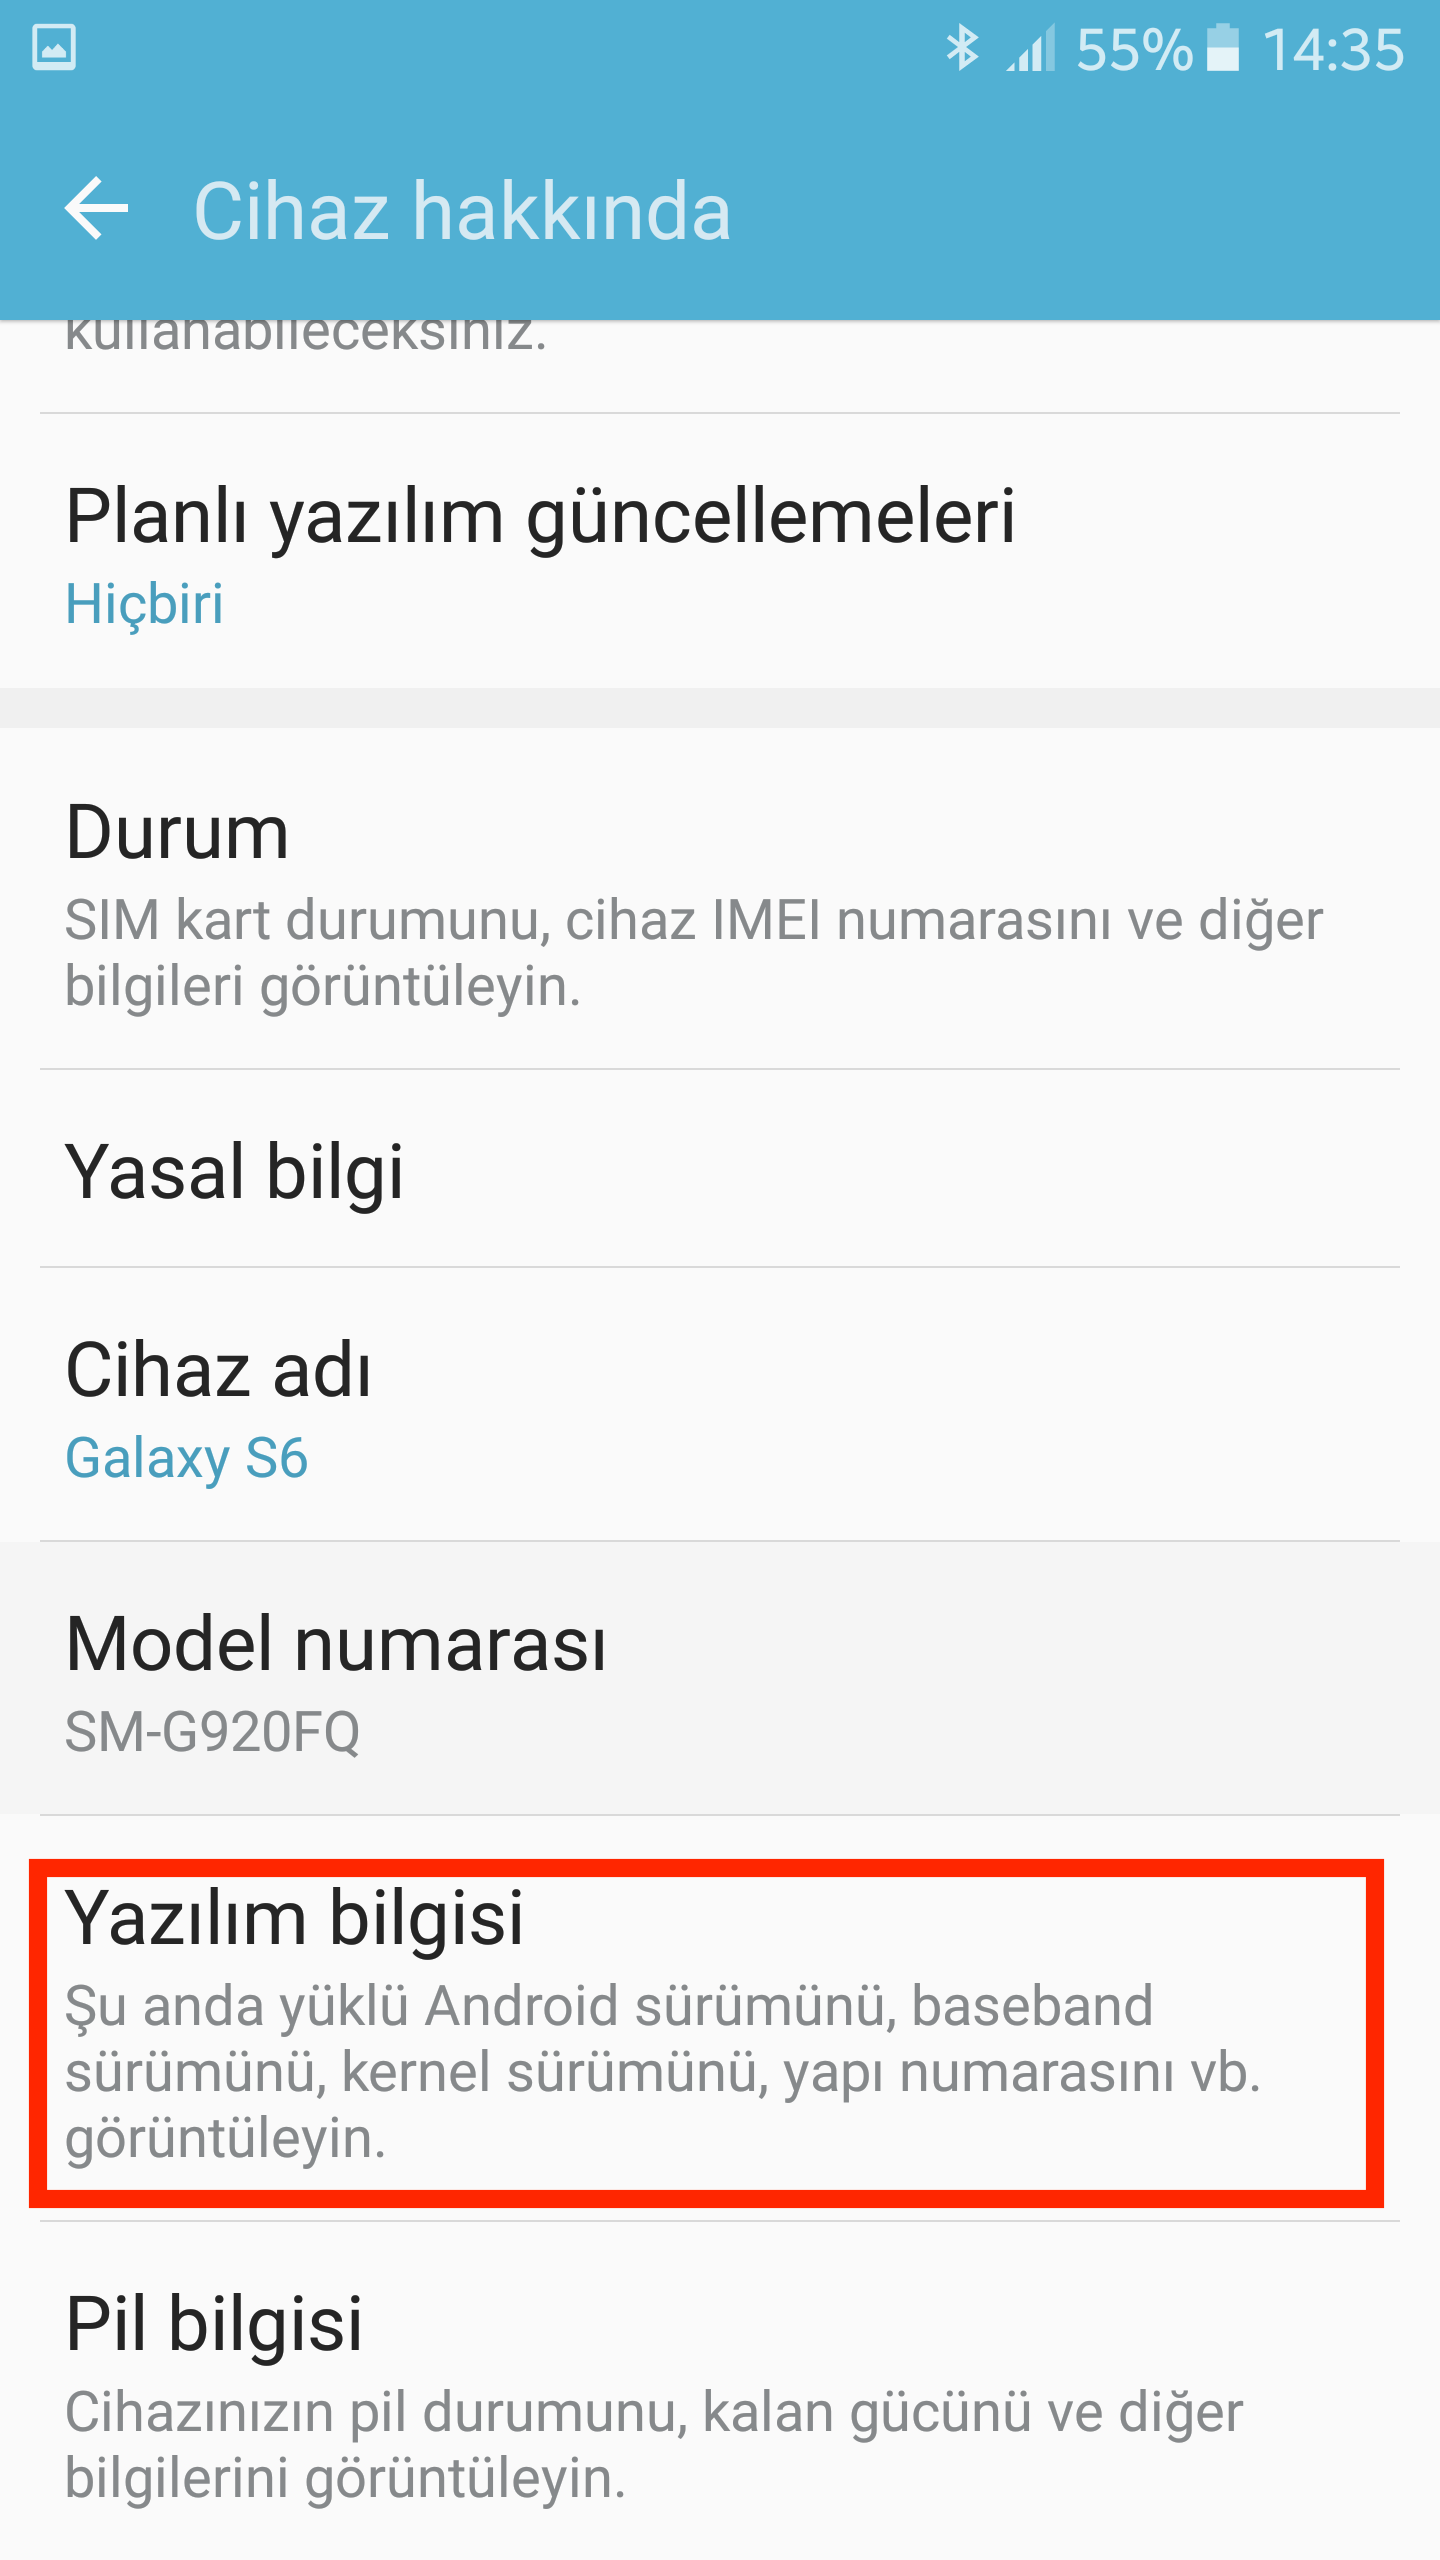 55% 14:35
Cihaz hakkında
kullanabileceksiniz.
Planlı yazılım güncellemeleri
Hiçbiri
Durum
SIM kart durumunu, cihaz IMEI numarasını ve diğer
bilgileri görüntüleyin.
Yasal bilgi
Cihaz adı
Galaxy S6
Model numarası
SM-G920FQ
Yazılım bilgisi
Şu anda yüklü Android sürümünü, baseband
sürümünü, kernel sürümünü, yapı numarasını vb.
görüntüleyin.
Pil bilgisi
Cihazınızın pil durumunu, kalan gücünü ve diğer
bilgilerini görüntüleyin.